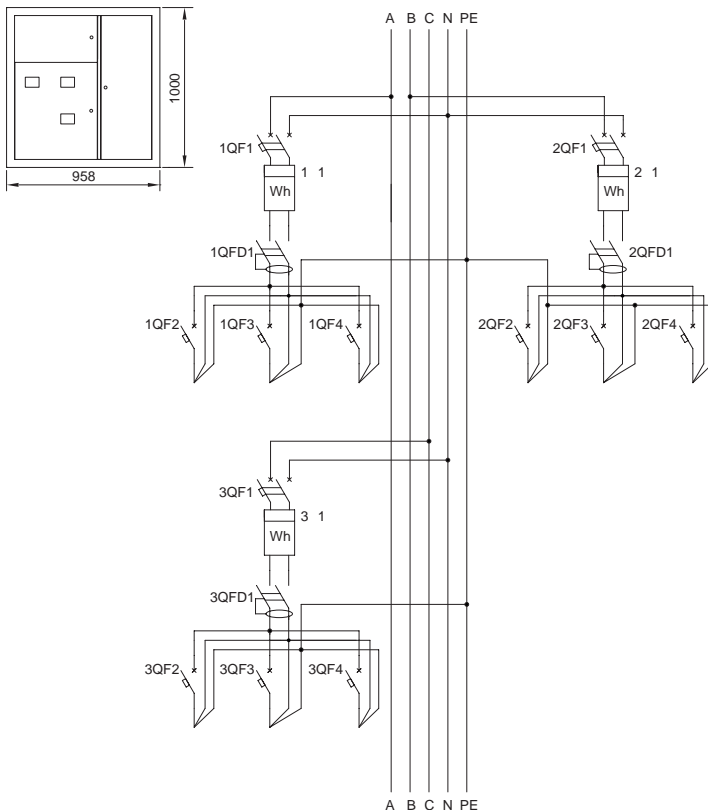 A B C N PE
1000
958
1QF1
1 1
Wh
2QF1
2 1
Wh
1QFD1
2QFD1
1QF2 1QF3 1QF4
2QF2 2QF3 2QF4
3QF1
3 1
Wh
3QFD1
3QF2 3QF3 3QF4
A B C N PE